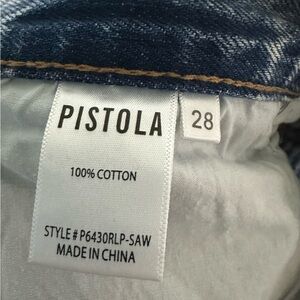 PISTOLA
28
100% COTTON
STYLE # P6430RLP-SAW
MADE IN CHINA